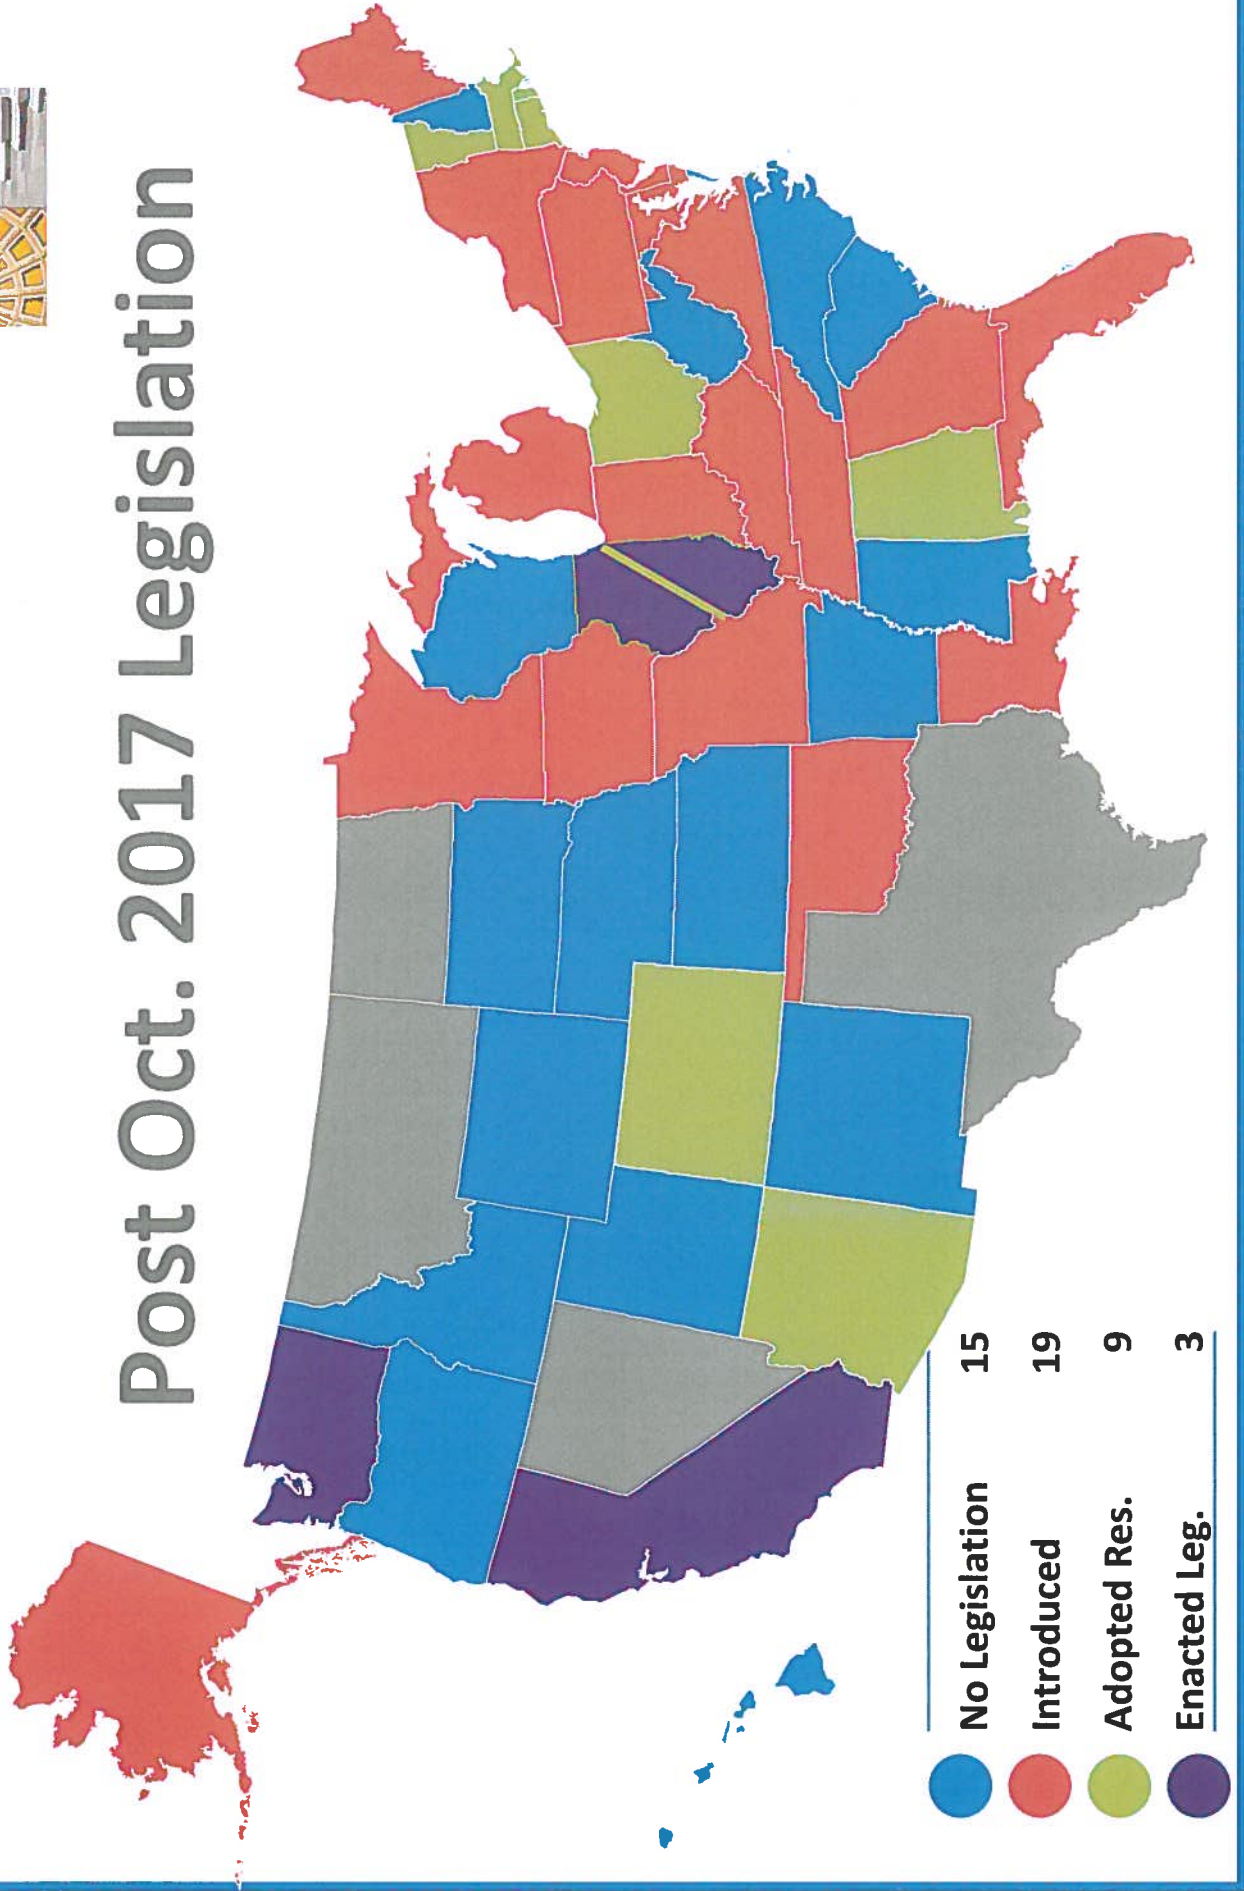 Post Oct. 2017 Legislation
No Legislation 15
Introduced 19
Adopted Res. 9
Enacted Leg. 3